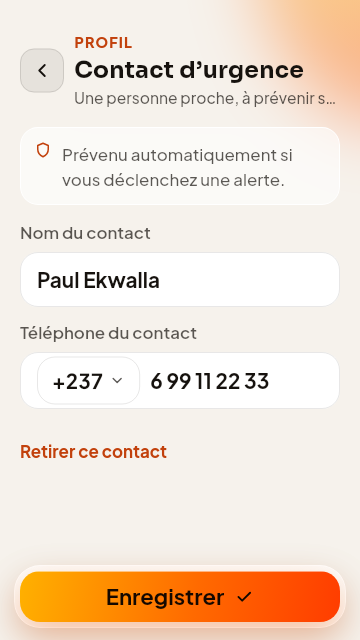 PROFIL
Contact d’urgence
Une personne proche, à prévenir s…
Prévenu automatiquement si
vous déclenchez une alerte.
Nom du contact
Paul Ekwalla
Téléphone du contact
+237 6 99 11 22 33
Retirer ce contact
Enregistrer